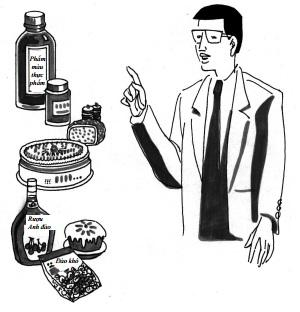 Phẩm
màu
thực
phẩm
Rượu
Anh đào
Đào khô